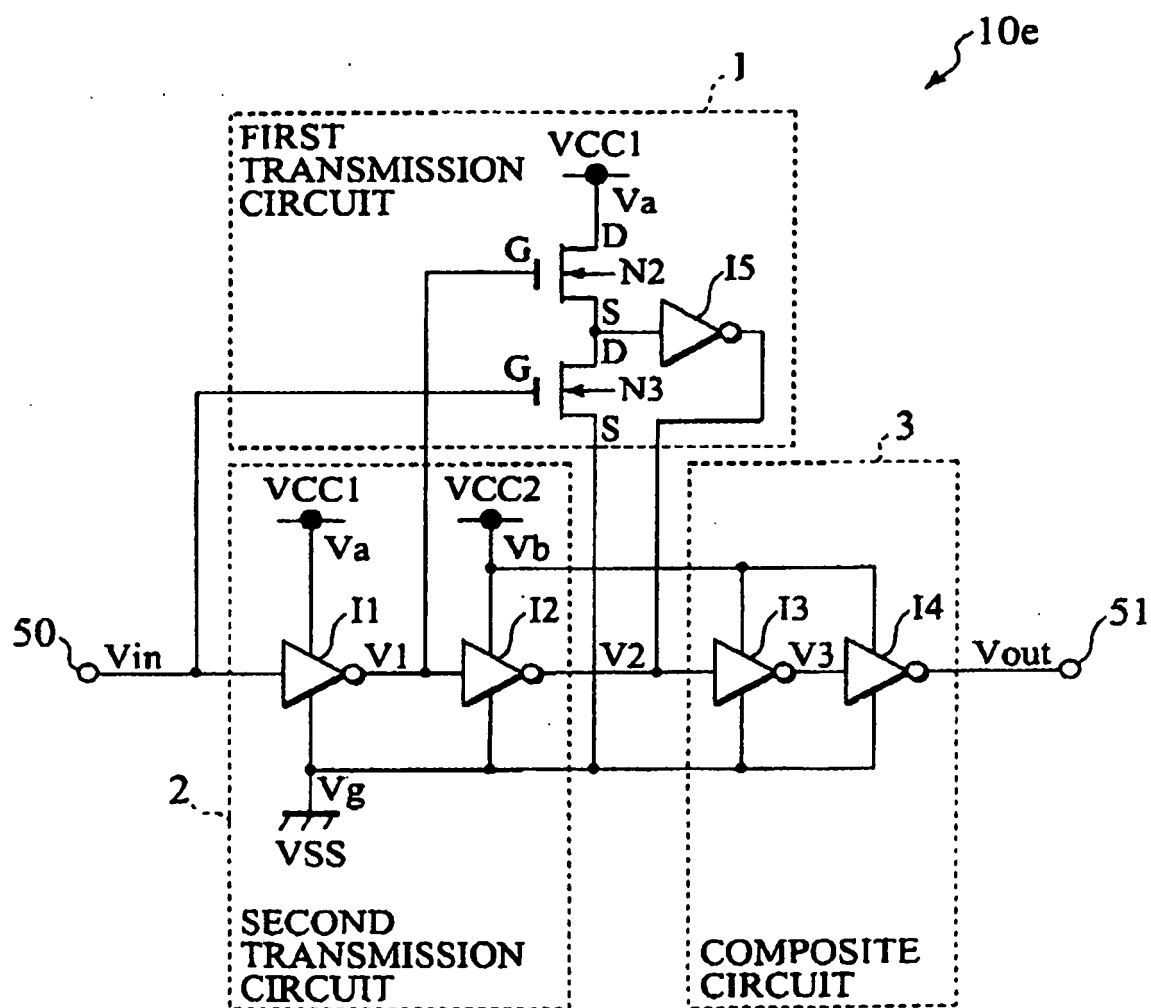 10e
1
FIRST
TRANSMISSION
CIRCUIT
VCC1
Va
D
G
N2
I5
S
D
G
N3
S
3
VCC1
VCC2
Va
Vb
50
Vin
I1
V1
I2
V2
I3
V3
I4
Vout
51
2
Vg
VSS
SECOND
TRANSMISSION
CIRCUIT
COMPOSITE
CIRCUIT